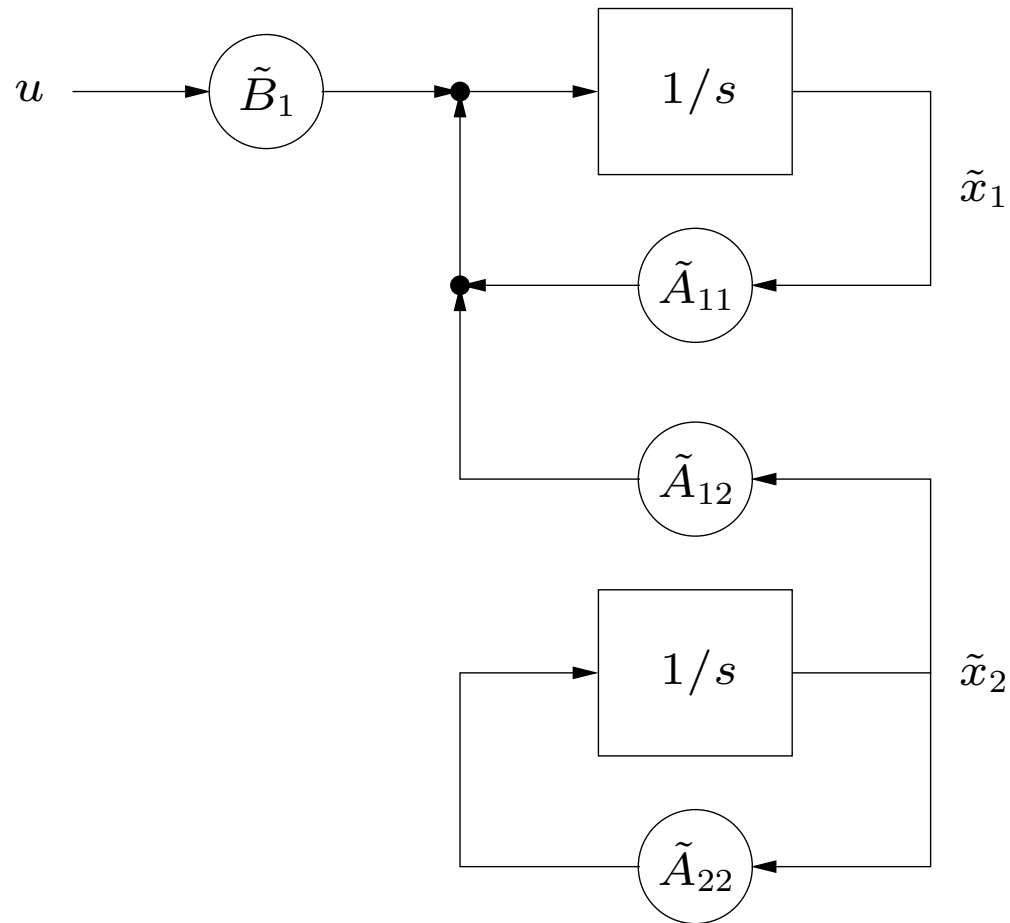 u
B̃₁
1/s
x̃₁
Ã₁₁
Ã₁₂
1/s
x̃₂
Ã₂₂